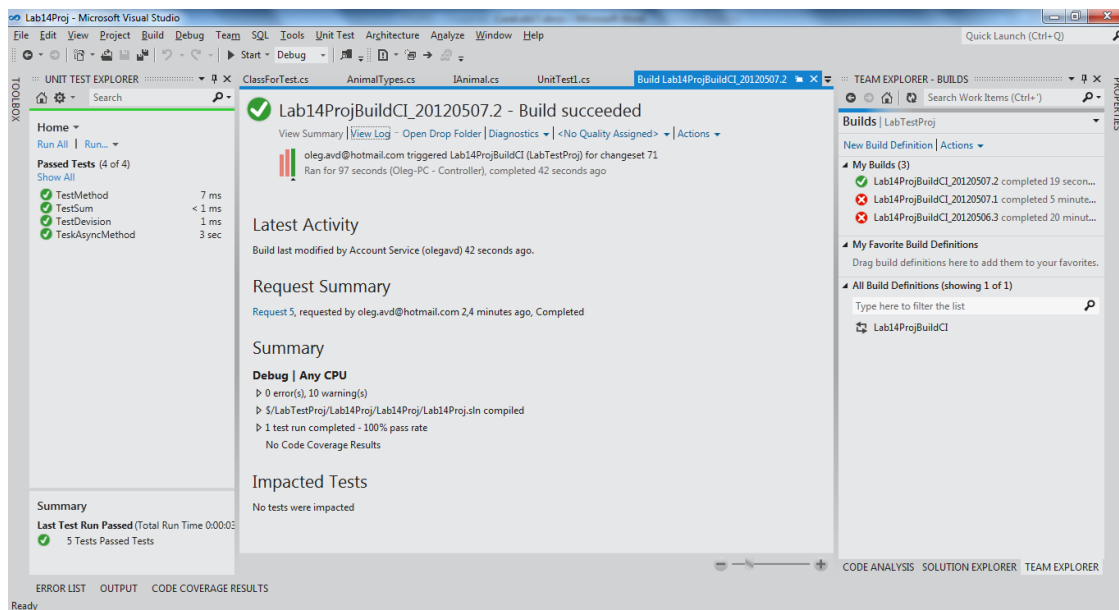 Lab14Proj - Microsoft Visual Studio
File Edit View Project Build Debug Team SQL Tools Unit Test Architecture Analyze Window Help
Quick Launch (Ctrl+Q)
Start Debug
TOOLBOX
UNIT TEST EXPLORER
Search
Home
Run All | Run...
Passed Tests (4 of 4)
Show All
TestMethod 7 ms
TestSum < 1 ms
TestDevision 1 ms
TeskAsyncMethod 3 sec
Summary
Last Test Run Passed (Total Run Time 0:00:03
5 Tests Passed Tests
ClassForTest.cs AnimalTypes.cs IAnimal.cs UnitTest1.cs Build Lab14ProjBuildCI_20120507.2
Lab14ProjBuildCI_20120507.2 - Build succeeded
View Summary | View Log - Open Drop Folder | Diagnostics | <No Quality Assigned> | Actions
oleg.avd@hotmail.com triggered Lab14ProjBuildCI (LabTestProj) for changeset 71
Ran for 97 seconds (Oleg-PC - Controller), completed 42 seconds ago
Latest Activity
Build last modified by Account Service (olegavd) 42 seconds ago.
Request Summary
Request 5, requested by oleg.avd@hotmail.com 2,4 minutes ago, Completed
Summary
Debug | Any CPU
0 error(s), 10 warning(s)
$/LabTestProj/Lab14Proj/Lab14Proj/Lab14Proj.sln compiled
1 test run completed - 100% pass rate
No Code Coverage Results
Impacted Tests
No tests were impacted
TEAM EXPLORER - BUILDS
Search Work Items (Ctrl+')
Builds | LabTestProj
New Build Definition | Actions
My Builds (3)
Lab14ProjBuildCI_20120507.2 completed 19 secon...
Lab14ProjBuildCI_20120507.1 completed 5 minute...
Lab14ProjBuildCI_20120506.3 completed 20 minut...
My Favorite Build Definitions
Drag build definitions here to add them to your favorites.
All Build Definitions (showing 1 of 1)
Type here to filter the list
Lab14ProjBuildCI
CODE ANALYSIS SOLUTION EXPLORER TEAM EXPLORER
PROPERTIES
ERROR LIST OUTPUT CODE COVERAGE RESULTS
Ready